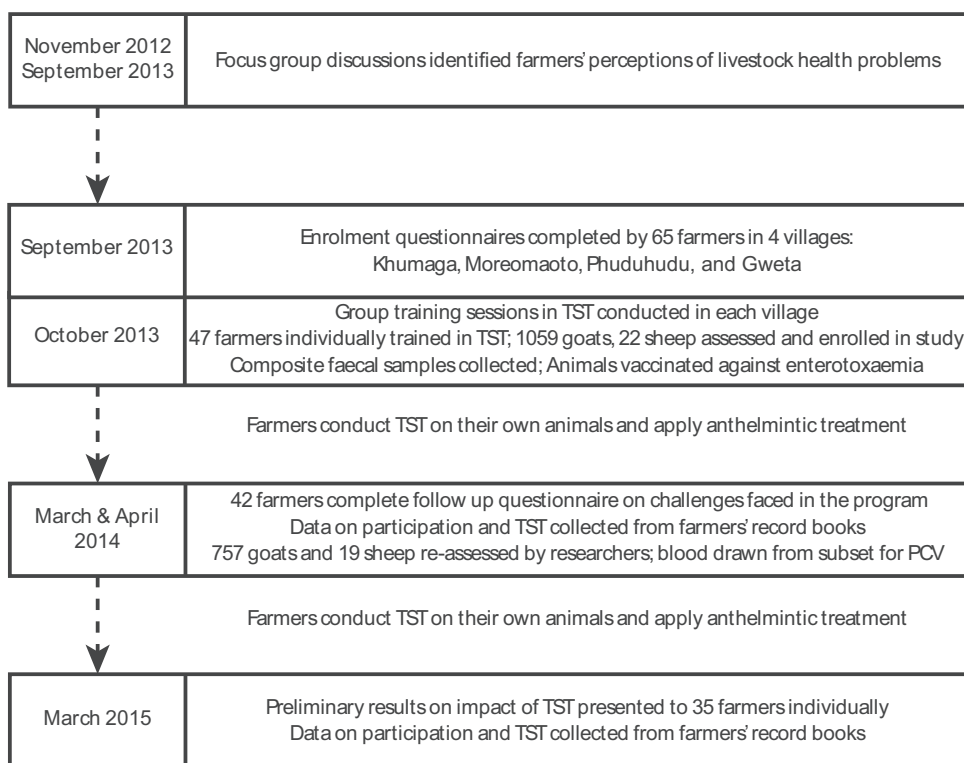 November 2012
September 2013
Focus group discussions identified farmers' perceptions of livestock health problems
September 2013
Enrolment questionnaires completed by 65 farmers in 4 villages:
Khumaga, Moreomaoto, Phuduhudu, and Gweta
October 2013
Group training sessions in TST conducted in each village
47 farmers individually trained in TST; 1059 goats, 22 sheep assessed and enrolled in study
Composite faecal samples collected; Animals vaccinated against enterotoxaemia
Farmers conduct TST on their own animals and apply anthelmintic treatment
March & April
2014
42 farmers complete follow up questionnaire on challenges faced in the program
Data on participation and TST collected from farmers' record books
757 goats and 19 sheep re-assessed by researchers; blood drawn from subset for PCV
Farmers conduct TST on their own animals and apply anthelmintic treatment
March 2015
Preliminary results on impact of TST presented to 35 farmers individually
Data on participation and TST collected from farmers' record books